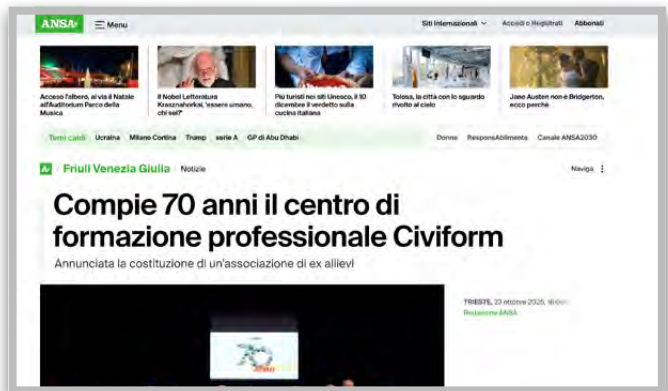 ANSA
Menu
Siti Internazionali
Accedi o Registrati
Abbonati
Acceso l'albero, al via il Natale
all'Auditorium Parco della
Musica
Il Nobel Letteratura
Krasznahorkai, 'essere umano,
chi sei?'
Più turisti nei siti Unesco, il 10
dicembre il verdetto sulla
cucina italiana
Tolosa, la città con lo sguardo
rivolto al cielo
Jane Austen non è Bridgerton,
ecco perché
Temi caldi Ucraina Milano Cortina Trump serie A GP di Abu Dhabi
Donne ResponsAbilmente Canale ANSA2030
Friuli Venezia Giulia Notizie
Naviga
Compie 70 anni il centro di
formazione professionale Civiform
Annunciata la costituzione di un'associazione di ex allievi
TRIESTE, 23 ottobre 2025,
Redazione ANSA
70